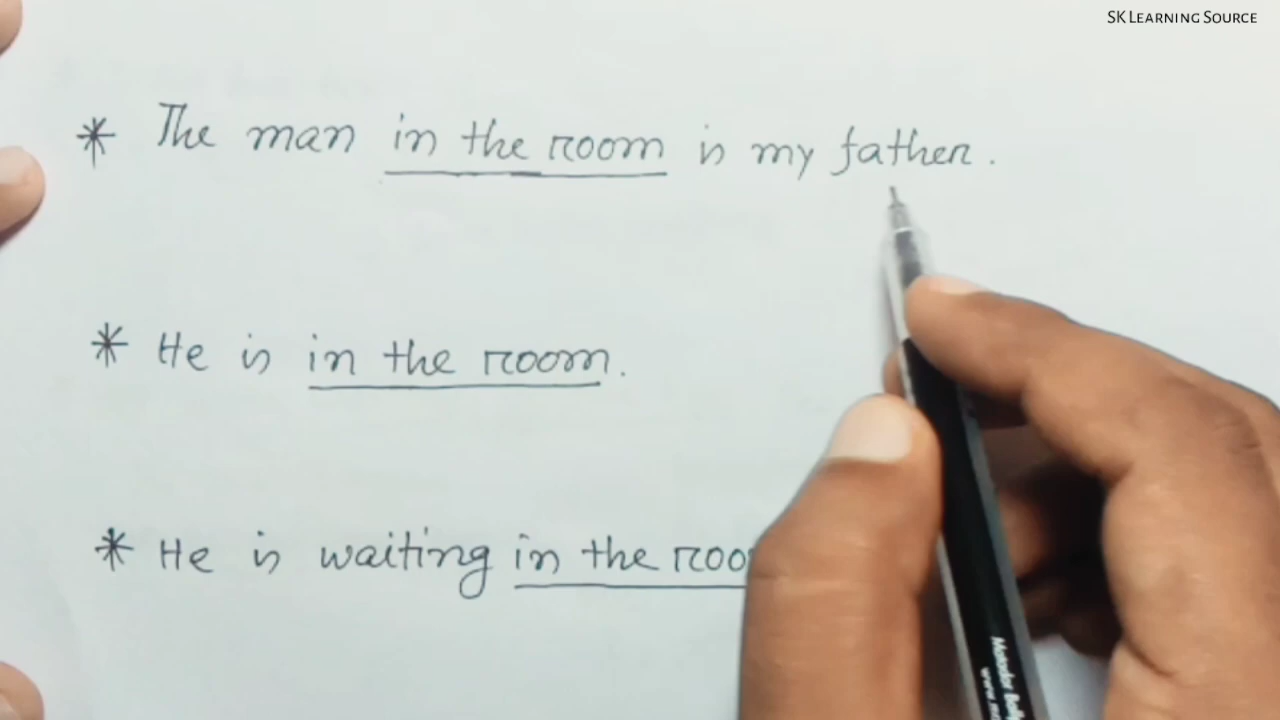 SK LEARNING SOURCE
* The man in the room is my father.
* He is in the room.
* He is waiting in the roo